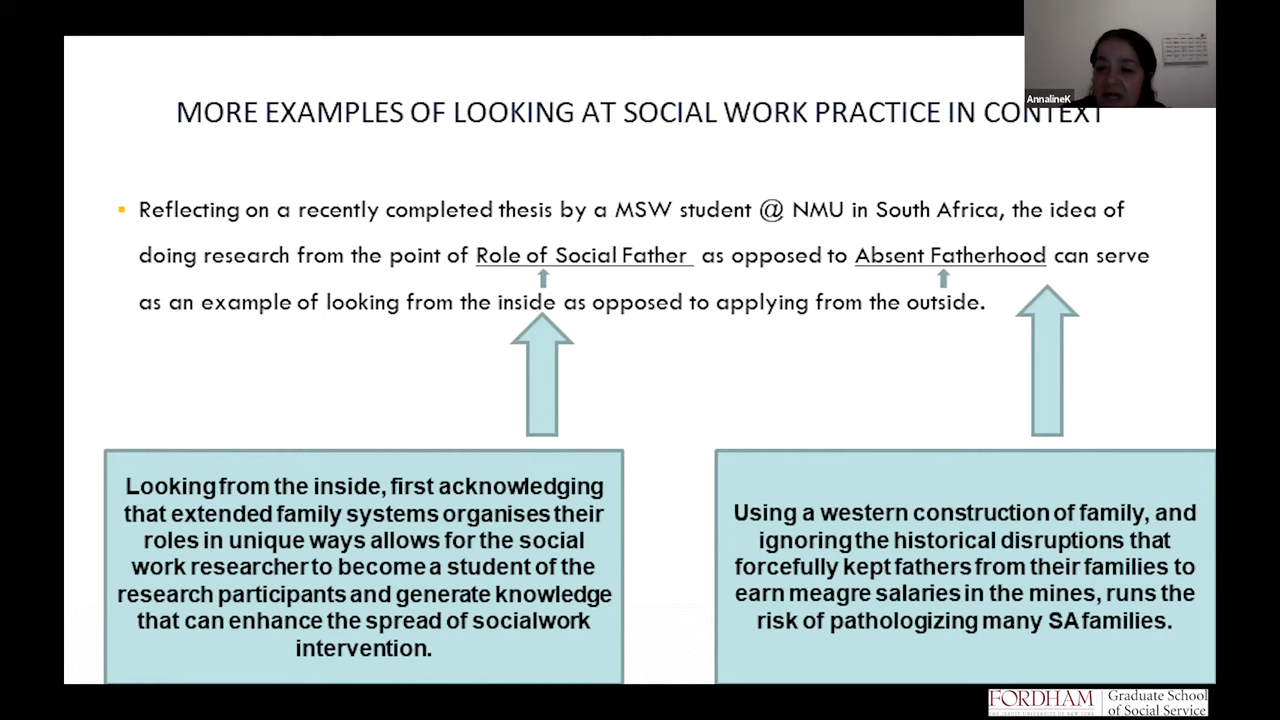 AnnalineK
MORE EXAMPLES OF LOOKING AT SOCIAL WORK PRACTICE IN CONTEXT
Reflecting on a recently completed thesis by a MSW student @ NMU in South Africa, the idea of
doing research from the point of Role of Social Father as opposed to Absent Fatherhood can serve
as an example of looking from the inside as opposed to applying from the outside.
Looking from the inside, first acknowledging
that extended family systems organises their
roles in unique ways allows for the social
work researcher to become a student of the
research participants and generate knowledge
that can enhance the spread of socialwork
intervention.
Using a western construction of family, and
ignoring the historical disruptions that
forcefully kept fathers from their families to
earn meagre salaries in the mines, runs the
risk of pathologizing many SA families.
FORDHAM
THE JESUIT UNIVERSITY OF NEW YORK
Graduate School
of Social Service